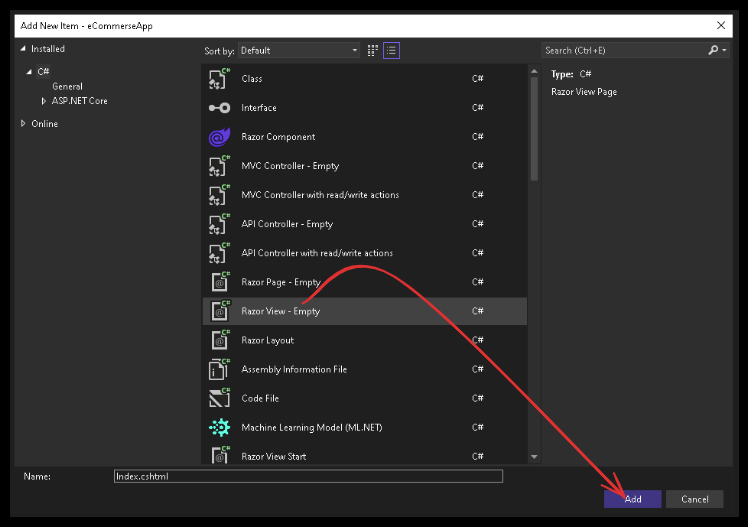 Add New Item - eCommerseApp
Installed
C#
General
ASP.NET Core
Online
Sort by: Default
Search (Ctrl+E)
Class C#
Interface C#
Razor Component C#
MVC Controller - Empty C#
MVC Controller with read/write actions C#
API Controller - Empty C#
API Controller with read/write actions C#
Razor Page - Empty C#
Razor View - Empty C#
Razor Layout C#
Assembly Information File C#
Code File C#
Machine Learning Model (ML.NET) C#
Razor View Start C#
Type: C#
Razor View Page
Name: Index.cshtml
Add Cancel